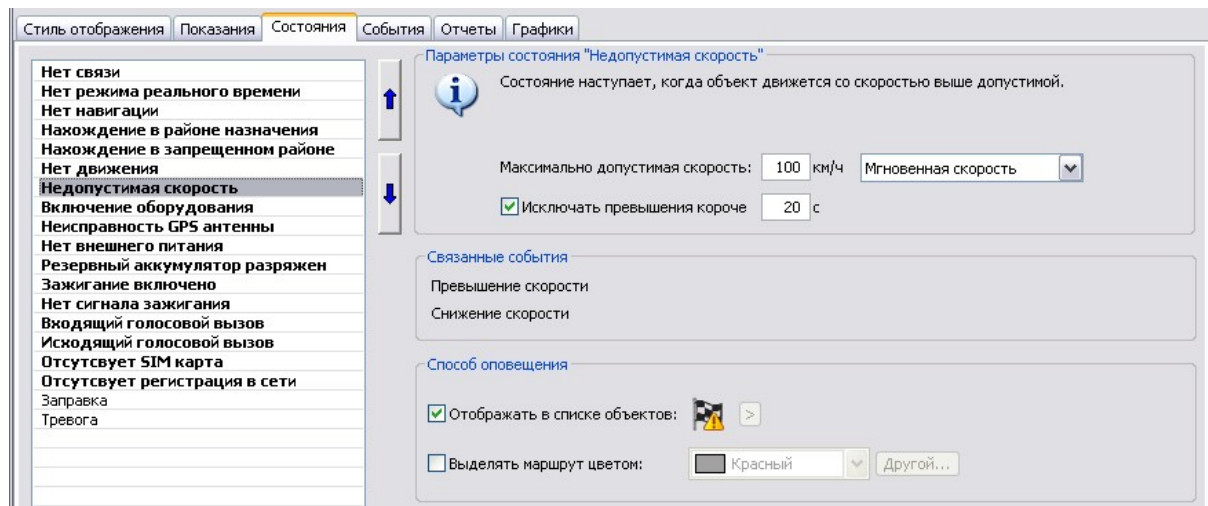 Стиль отображения Показания Состояния События Отчеты Графики
Нет связи
Нет режима реального времени
Нет навигации
Нахождение в районе назначения
Нахождение в запрещенном районе
Нет движения
Недопустимая скорость
Включение оборудования
Неисправность GPS антенны
Нет внешнего питания
Резервный аккумулятор разряжен
Зажигание включено
Нет сигнала зажигания
Входящий голосовой вызов
Исходящий голосовой вызов
Отсутсвует SIM карта
Отсутсвует регистрация в сети
Заправка
Тревога
Параметры состояния "Недопустимая скорость"
Состояние наступает, когда объект движется со скоростью выше допустимой.
Максимально допустимая скорость: 100 км/ч Мгновенная скорость
Исключать превышения короче 20 с
Связанные события
Превышение скорости
Снижение скорости
Способ оповещения
Отображать в списке объектов: >
Выделять маршрут цветом: Красный Другой...